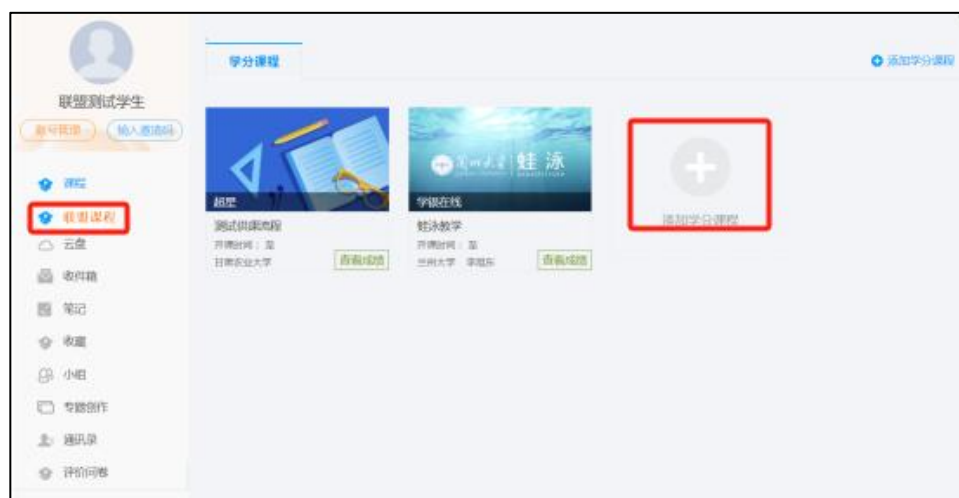 联盟测试学生
账号管理
输入邀请码
课程
联盟课程
云盘
收件箱
笔记
收藏
小组
专题创作
通讯录
评价问卷
学分课程
添加学分课程
超星
测试供课流程
开课时间：至
甘肃农业大学
查看成绩
兰州大学 蛙泳
学银在线
蛙泳教学
开课时间：至
兰州大学
查看成绩
添加学分课程